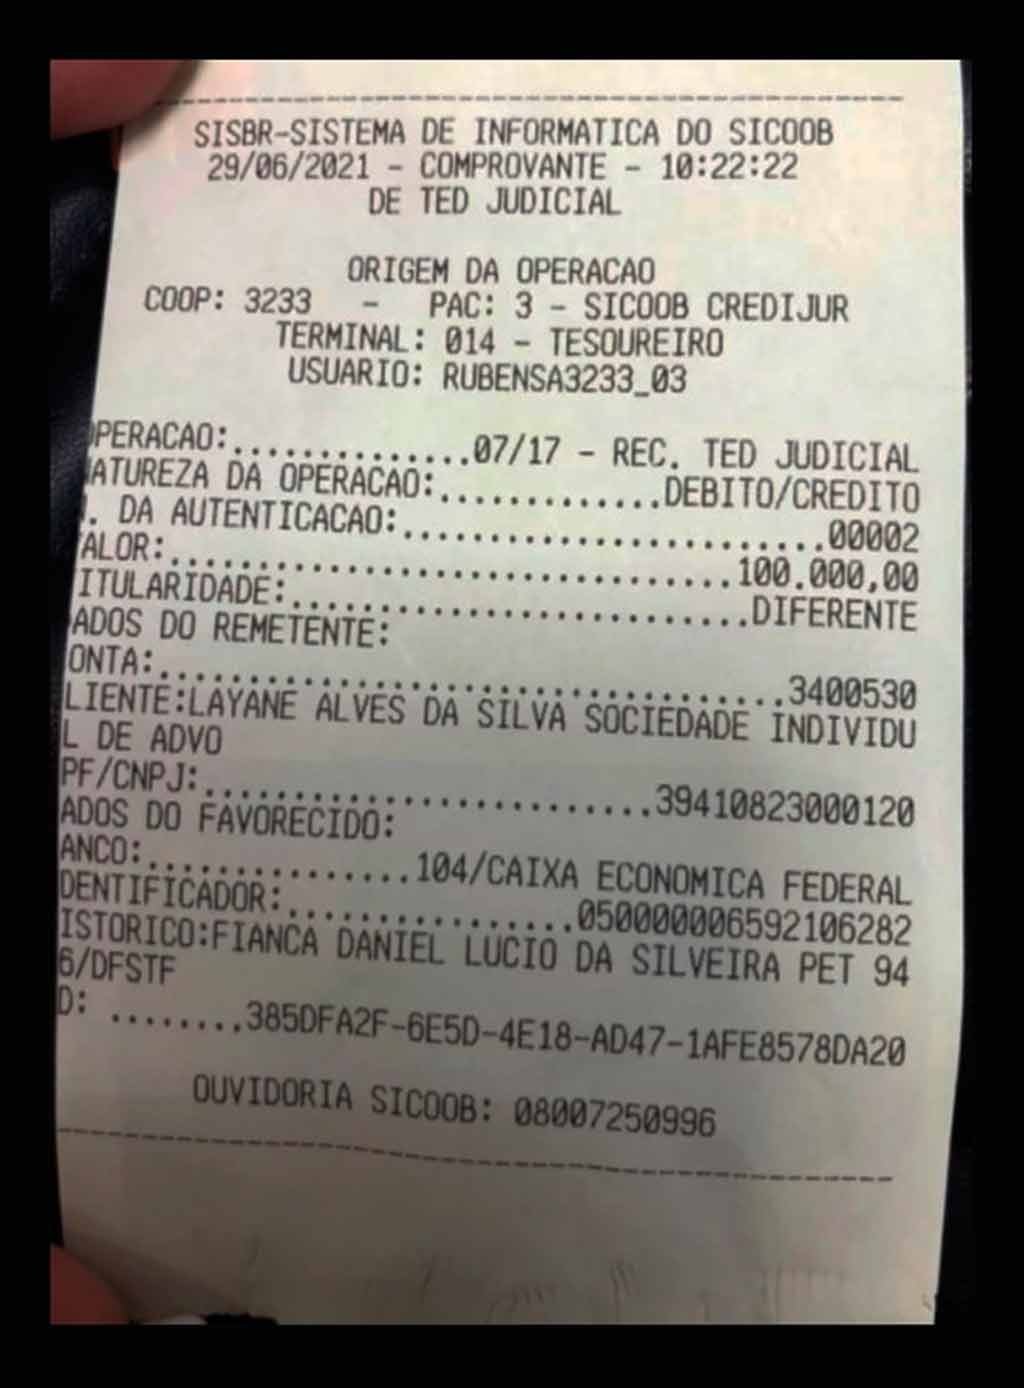 SISBR-SISTEMA DE INFORMATICA DO SICOOB
29/06/2021 - COMPROVANTE - 10:22:22
DE TED JUDICIAL
ORIGEM DA OPERACAO
COOP: 3233 - PAC: 3 - SICOOB CREDIJUR
TERMINAL: 014 - TESOUREIRO
USUARIO: RUBENSA3233_03
PERACAO:..............07/17 - REC. TED JUDICIAL
ATUREZA DA OPERACAO:.............DEBITO/CREDITO
. DA AUTENTICACAO:.........................00002
ALOR:.................................100.000,00
ITULARIDADE:...........................DIFERENTE
ADOS DO REMETENTE:
ONTA:.....................................3400530
LIENTE:LAYANE ALVES DA SILVA SOCIEDADE INDIVIDU
L DE ADVO
PF/CNPJ:..........................39410823000120
ADOS DO FAVORECIDO:
ANCO:...............104/CAIXA ECONOMICA FEDERAL
DENTIFICADOR:.................050000006592106282
ISTORICO:FIANCA DANIEL LUCIO DA SILVEIRA PET 94
6/DFSTF
D: ........385DFA2F-6E5D-4E18-AD47-1AFE8578DA20
OUVIDORIA SICOOB: 08007250996